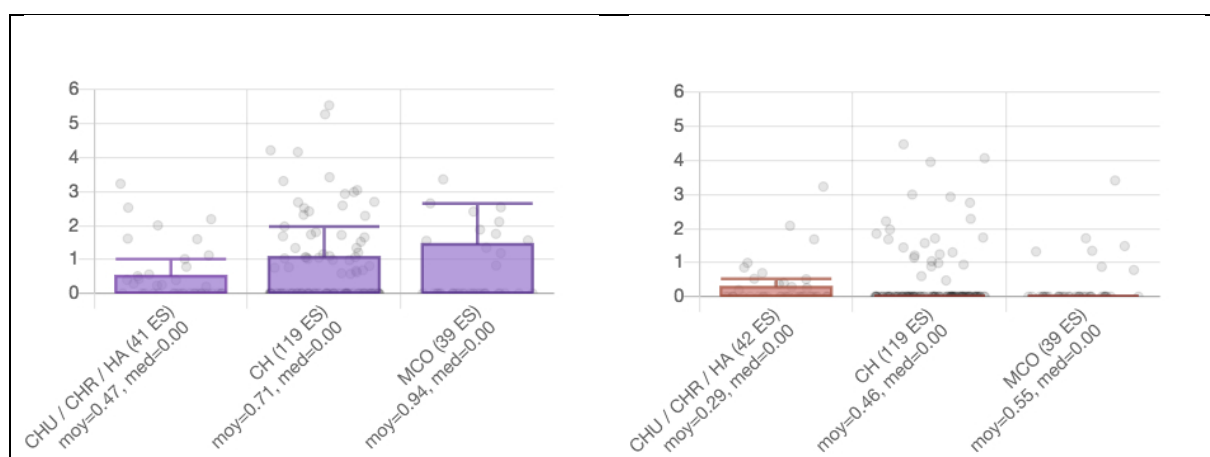 6
5
4
3
2
1
0
CHU / CHR / HA (41 ES)
moy=0.47, med=0.00
CH (119 ES)
moy=0.71, med=0.00
MCO (39 ES)
moy=0.94, med=0.00
6
5
4
3
2
1
0
CHU / CHR / HA (42 ES)
moy=0.29, med=0.00
CH (119 ES)
moy=0.46, med=0.00
MCO (39 ES)
moy=0.55, med=0.00